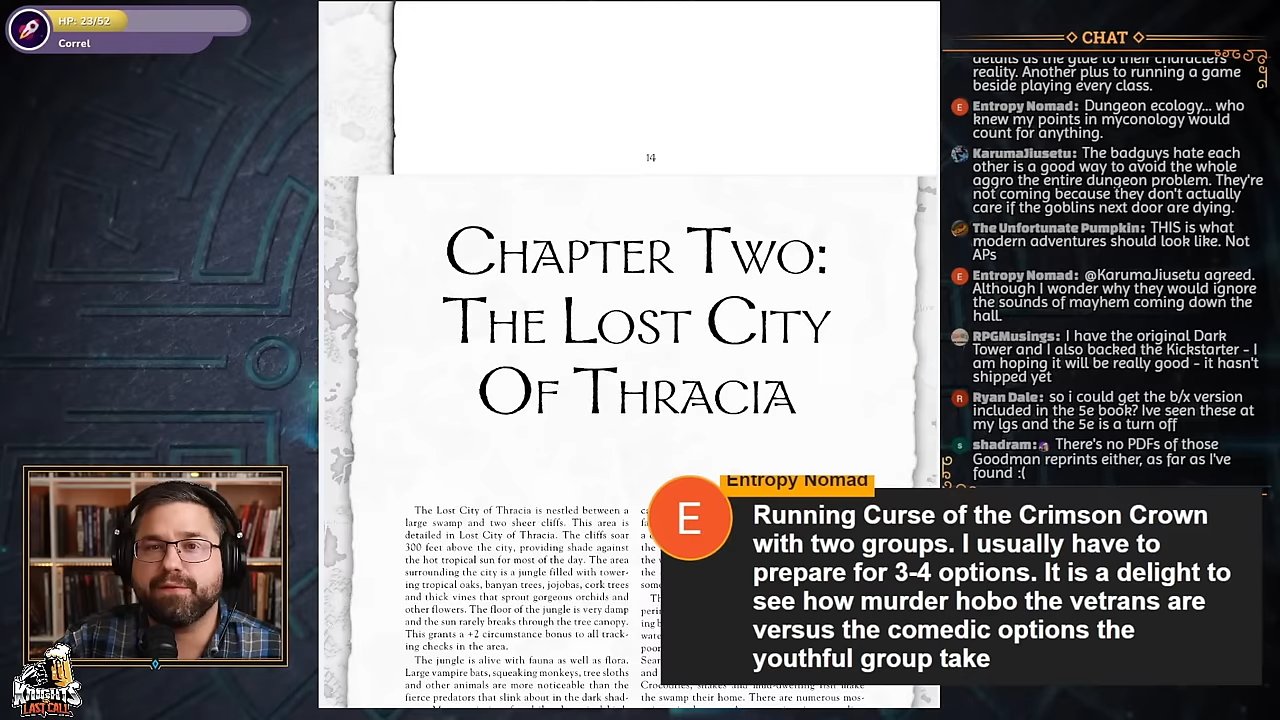 HP: 23/52
Correl
14
CHAPTER TWO:
THE LOST CITY
OF THRACIA
The Lost City of Thracia is nestled between a
large swamp and two sheer cliffs. This area is
detailed in Lost City of Thracia. The cliffs soar
300 feet above the city, providing shade against
the hot tropical sun for most of the day. The area
surrounding the city is a jungle filled with tower-
ing tropical oaks, banyan trees, jojobas, cork trees
and thick vines that sprout gorgeous orchids and
other flowers. The floor of the jungle is very damp
and the sun rarely breaks through the tree canopy.
This grants a +2 circumstance bonus to all track-
ing checks in the area.
The jungle is alive with fauna as well as flora.
Large vampire bats, squeaking monkeys, tree sloths
and other animals are more noticeable than the
fierce predators that slink about in the dark shad-
the swamp their home. There are numerous mos-
CHAT
details as the glue to their characters
reality. Another plus to running a game
beside playing every class.
E Entropy Nomad: Dungeon ecology... who
knew my points in myconology would
count for anything.
KarumaJiusetu: The badguys hate each
other is a good way to avoid the whole
aggro the entire dungeon problem. They're
not coming because they don't actually
care if the goblins next door are dying.
The Unfortunate Pumpkin: THIS is what
modern adventures should look like. Not
APs
E Entropy Nomad: @KarumaJiusetu agreed.
Although I wonder why they would ignore
the sounds of mayhem coming down the
hall.
RPGMusings: I have the original Dark
Tower and I also backed the Kickstarter - I
am hoping it will be really good - it hasn't
shipped yet
R Ryan Dale: so i could get the b/x version
included in the 5e book? Ive seen these at
my lgs and the 5e is a turn off
s shadram: There's no PDFs of those
Goodman reprints either, as far as I've
found :(
Entropy Nomad
E
Running Curse of the Crimson Crown
with two groups. I usually have to
prepare for 3-4 options. It is a delight to
see how murder hobo the vetrans are
versus the comedic options the
youthful group take
KNIGHTS
LAST CALL